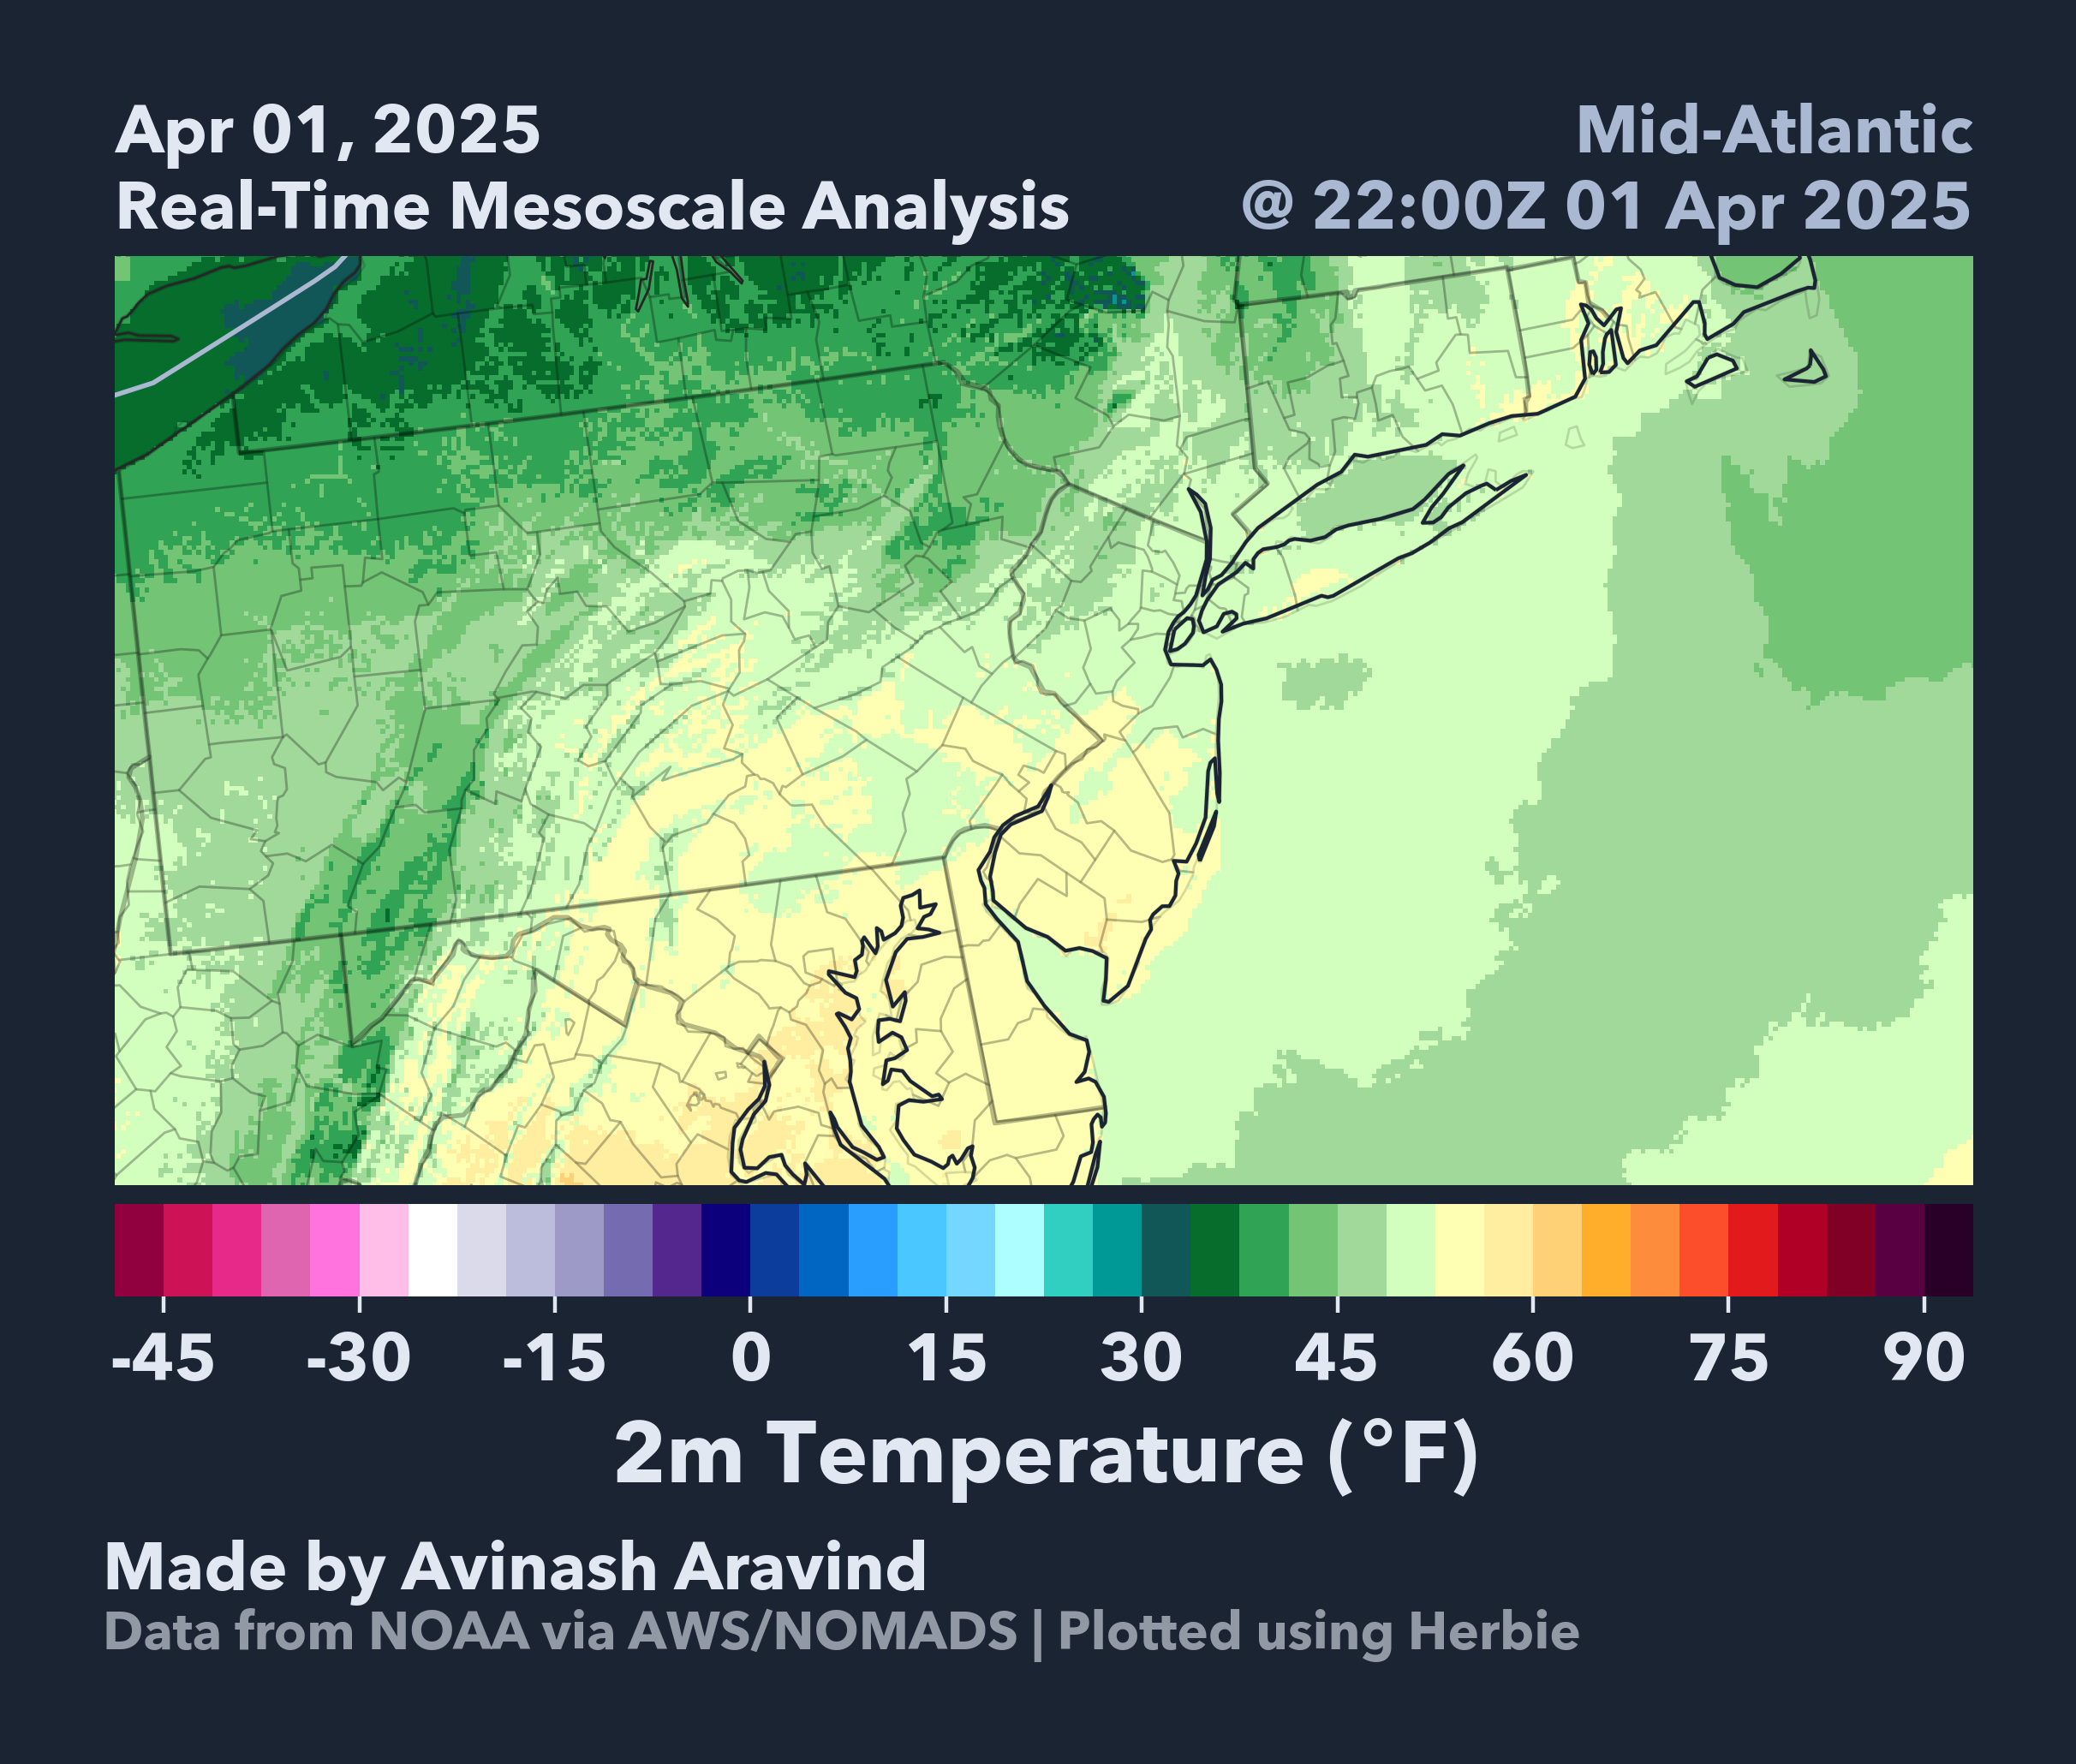 Apr 01, 2025
Mid-Atlantic
Real-Time Mesoscale Analysis
@ 22:00Z 01 Apr 2025
-45 -30 -15 0 15 30 45 60 75 90
2m Temperature (°F)
Made by Avinash Aravind
Data from NOAA via AWS/NOMADS | Plotted using Herbie